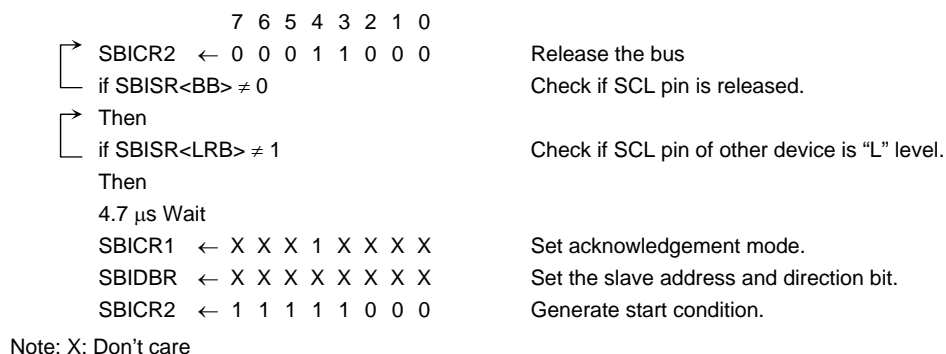 7 6 5 4 3 2 1 0
SBICR2 ← 0 0 0 1 1 0 0 0 Release the bus
if SBISR<BB> ≠ 0 Check if SCL pin is released.
Then
if SBISR<LRB> ≠ 1 Check if SCL pin of other device is “L” level.
Then
4.7 μs Wait
SBICR1 ← X X X 1 X X X X Set acknowledgement mode.
SBIDBR ← X X X X X X X X Set the slave address and direction bit.
SBICR2 ← 1 1 1 1 1 0 0 0 Generate start condition.
Note: X: Don’t care